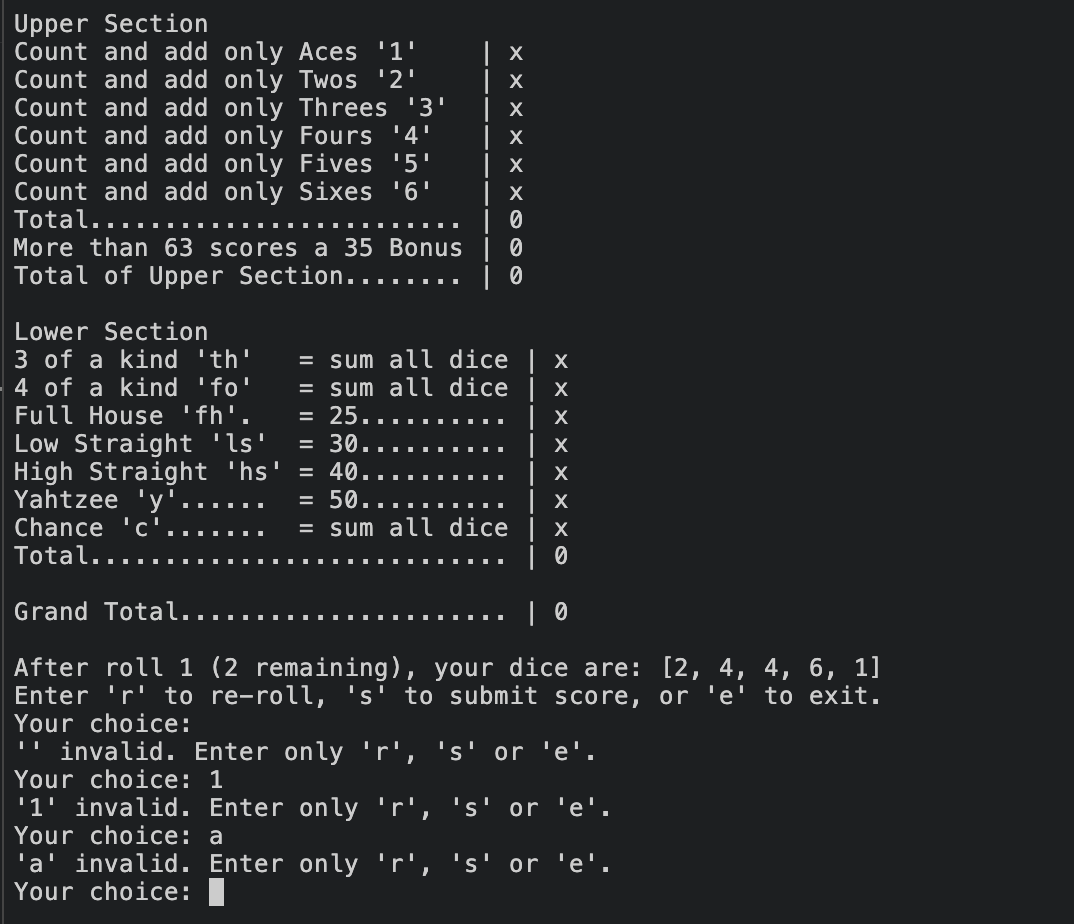 Upper Section
Count and add only Aces '1'    | x
Count and add only Twos '2'    | x
Count and add only Threes '3'  | x
Count and add only Fours '4'   | x
Count and add only Fives '5'   | x
Count and add only Sixes '6'   | x
Total......................... | 0
More than 63 scores a 35 Bonus | 0
Total of Upper Section........ | 0

Lower Section
3 of a kind 'th'   = sum all dice | x
4 of a kind 'fo'   = sum all dice | x
Full House 'fh'.   = 25.......... | x
Low Straight 'ls'  = 30.......... | x
High Straight 'hs' = 40.......... | x
Yahtzee 'y'......  = 50.......... | x
Chance 'c'.......  = sum all dice | x
Total............................ | 0

Grand Total...................... | 0

After roll 1 (2 remaining), your dice are: [2, 4, 4, 6, 1]
Enter 'r' to re-roll, 's' to submit score, or 'e' to exit.
Your choice:
'' invalid. Enter only 'r', 's' or 'e'.
Your choice: 1
'1' invalid. Enter only 'r', 's' or 'e'.
Your choice: a
'a' invalid. Enter only 'r', 's' or 'e'.
Your choice: